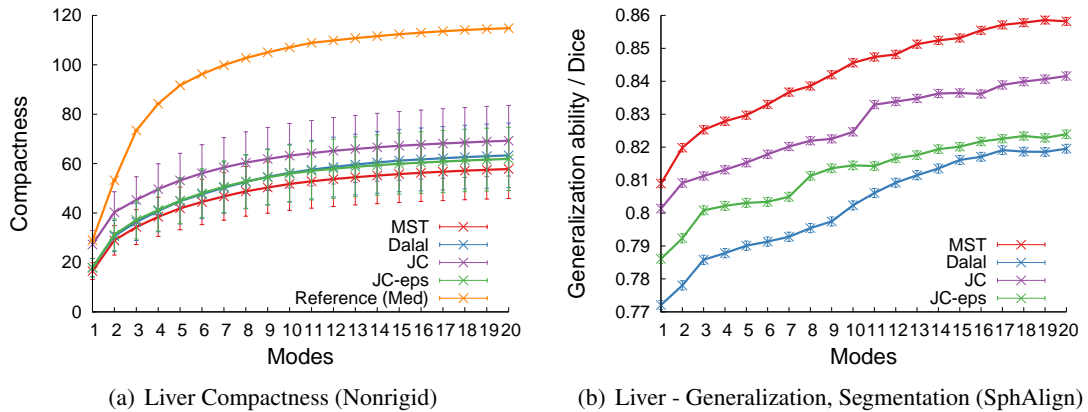 120
100
80
60
40
20
0
Compactness
1 2 3 4 5 6 7 8 9 10 11 12 13 14 15 16 17 18 19 20
Modes
MST
Dalal
JC
JC-eps
Reference (Med)
(a) Liver Compactness (Nonrigid)
0.86
0.85
0.84
0.83
0.82
0.81
0.8
0.79
0.78
0.77
Generalization ability / Dice
1 2 3 4 5 6 7 8 9 10 11 12 13 14 15 16 17 18 19 20
Modes
MST
Dalal
JC
JC-eps
(b) Liver - Generalization, Segmentation (SphAlign)